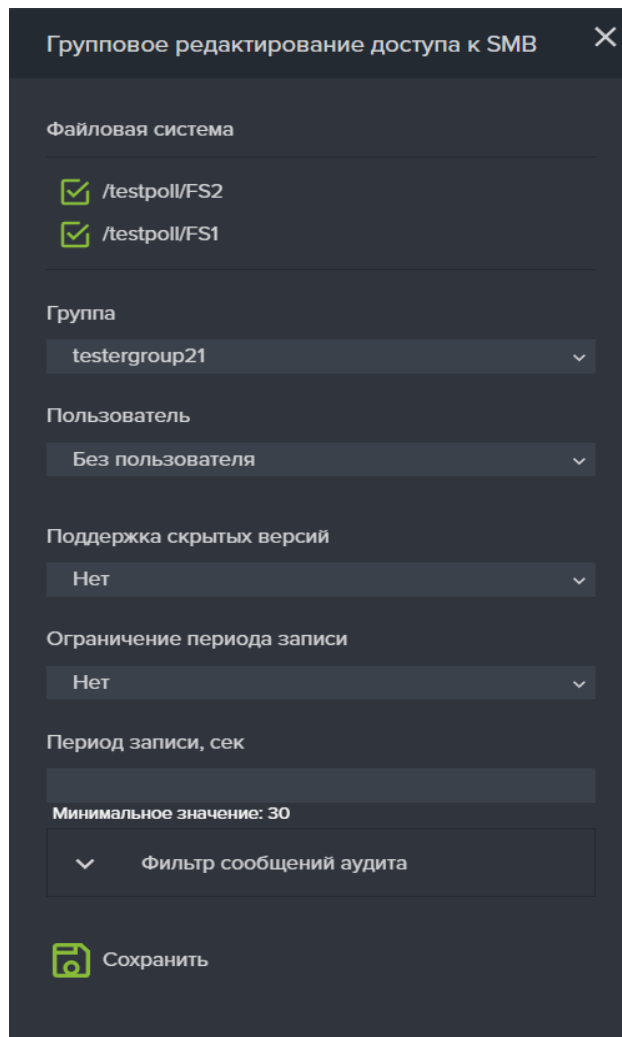 Групповое редактирование доступа к SMB
Файловая система
/testpoll/FS2
/testpoll/FS1
Группа
testergroup21
Пользователь
Без пользователя
Поддержка скрытых версий
Нет
Ограничение периода записи
Нет
Период записи, сек
Минимальное значение: 30
Фильтр сообщений аудита
Сохранить